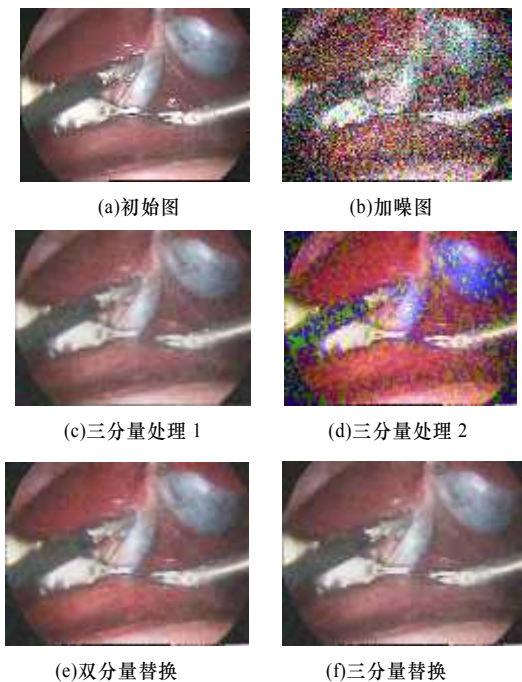 (a)初始图
(b)加噪图
(c)三分量处理 1
(d)三分量处理 2
(e)双分量替换
(f)三分量替换